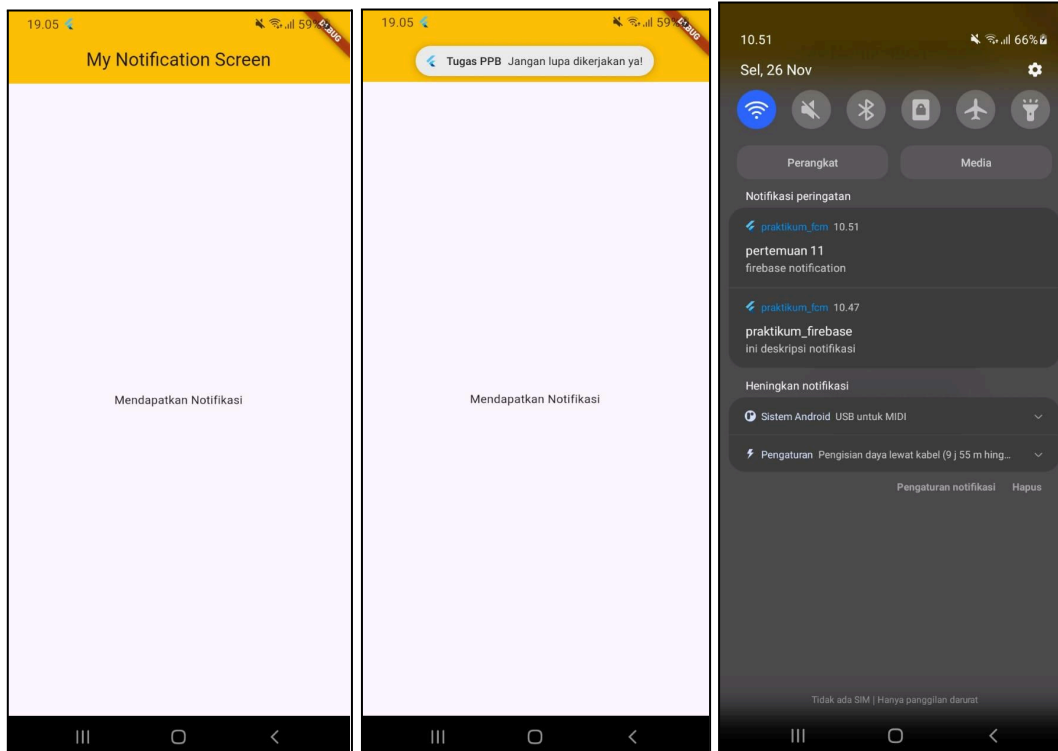 19.05
59%
DEBUG
My Notification Screen
Mendapatkan Notifikasi
19.05
59%
DEBUG
Tugas PPB Jangan lupa dikerjakan ya!
Mendapatkan Notifikasi
10.51
66%
Sel, 26 Nov
Perangkat
Media
Notifikasi peringatan
praktikum_fcm 10.51
pertemuan 11
firebase notification
praktikum_fcm 10.47
praktikum_firebase
ini deskripsi notifikasi
Heningkan notifikasi
Sistem Android USB untuk MIDI
Pengaturan Pengisian daya lewat kabel (9 j 55 m hing...
Pengaturan notifikasi Hapus
Tidak ada SIM | Hanya panggilan darurat